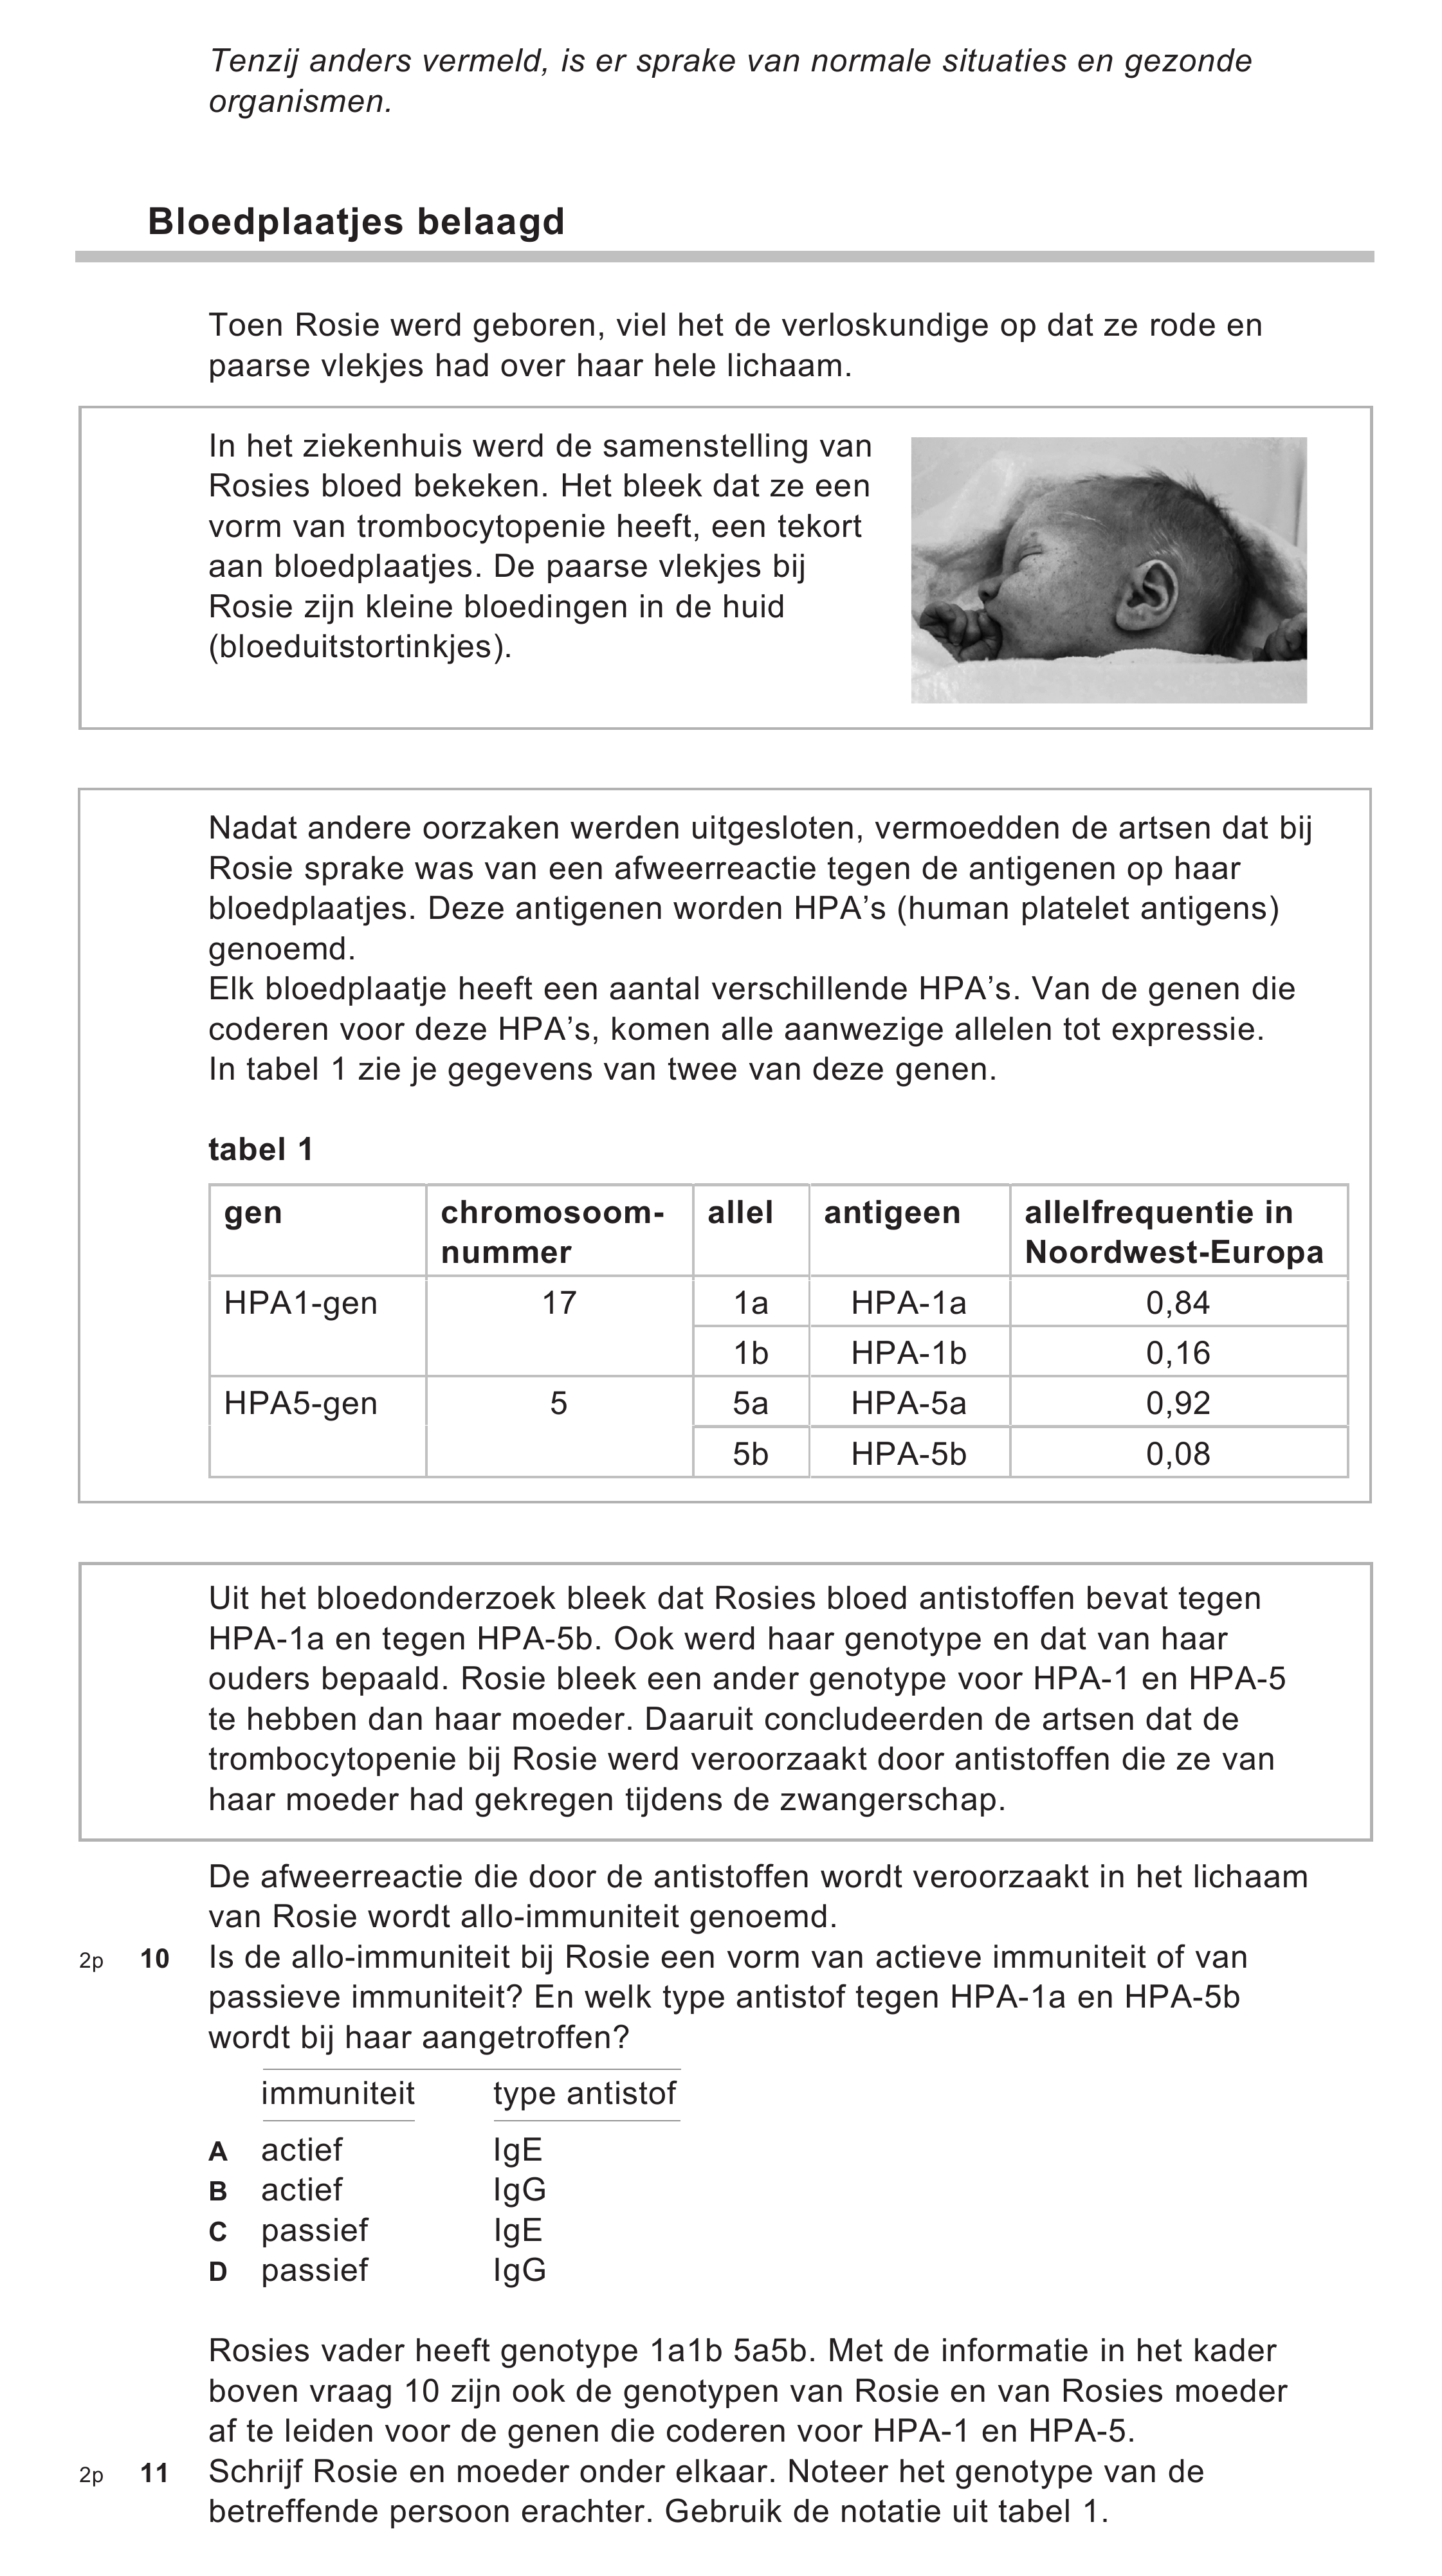 Tenzij anders vermeld, is er sprake van normale situaties en gezonde
organismen.
Bloedplaatjes belaagd
Toen Rosie werd geboren, viel het de verloskundige op dat ze rode en
paarse vlekjes had over haar hele lichaam.
In het ziekenhuis werd de samenstelling van
Rosies bloed bekeken. Het bleek dat ze een
vorm van trombocytopenie heeft, een tekort
aan bloedplaatjes. De paarse vlekjes bij
Rosie zijn kleine bloedingen in de huid
(bloeduitstortinkjes).
Nadat andere oorzaken werden uitgesloten, vermoedden de artsen dat bij
Rosie sprake was van een afweerreactie tegen de antigenen op haar
bloedplaatjes. Deze antigenen worden HPA's (human platelet antigens)
genoemd.
Elk bloedplaatje heeft een aantal verschillende HPA's. Van de genen die
coderen voor deze HPA's, komen alle aanwezige allelen tot expressie.
In tabel 1 zie je gegevens van twee van deze genen.
tabel 1
gen chromosoom- allel antigeen allelfrequentie in
nummer Noordwest-Europa
HPA1-gen 17 1a HPA-1a 0,84
1b HPA-1b 0,16
HPA5-gen 5 5a HPA-5a 0,92
5b HPA-5b 0,08
Uit het bloedonderzoek bleek dat Rosies bloed antistoffen bevat tegen
HPA-1a en tegen HPA-5b. Ook werd haar genotype en dat van haar
ouders bepaald. Rosie bleek een ander genotype voor HPA-1 en HPA-5
te hebben dan haar moeder. Daaruit concludeerden de artsen dat de
trombocytopenie bij Rosie werd veroorzaakt door antistoffen die ze van
haar moeder had gekregen tijdens de zwangerschap.
De afweerreactie die door de antistoffen wordt veroorzaakt in het lichaam
van Rosie wordt allo-immuniteit genoemd.
2p 10 Is de allo-immuniteit bij Rosie een vorm van actieve immuniteit of van
passieve immuniteit? En welk type antistof tegen HPA-1a en HPA-5b
wordt bij haar aangetroffen?
immuniteit type antistof
A actief IgE
B actief IgG
C passief IgE
D passief IgG
Rosies vader heeft genotype 1a1b 5a5b. Met de informatie in het kader
boven vraag 10 zijn ook de genotypen van Rosie en van Rosies moeder
af te leiden voor de genen die coderen voor HPA-1 en HPA-5.
2p 11 Schrijf Rosie en moeder onder elkaar. Noteer het genotype van de
betreffende persoon erachter. Gebruik de notatie uit tabel 1.